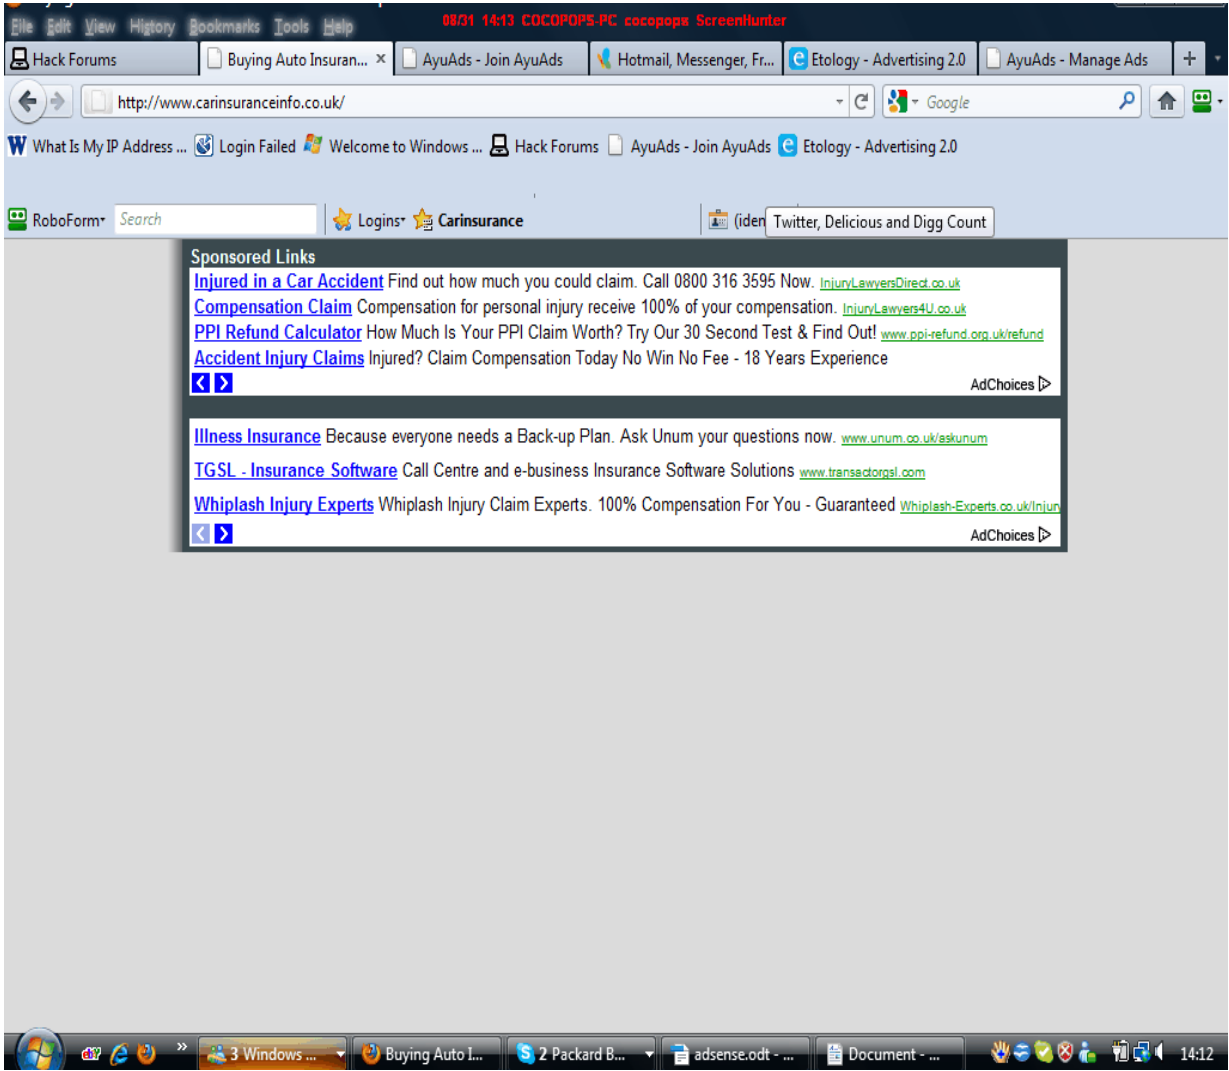 File Edit View History Bookmarks Tools Help
08/31 14:13 COCOPOPS-PC cocopops ScreenHunter
Hack Forums
Buying Auto Insuran... ×
AyuAds - Join AyuAds
Hotmail, Messenger, Fr...
Etology - Advertising 2.0
AyuAds - Manage Ads
http://www.carinsuranceinfo.co.uk/
Google
What Is My IP Address ... Login Failed Welcome to Windows ... Hack Forums AyuAds - Join AyuAds Etology - Advertising 2.0
RoboForm Search Logins Carinsurance (iden
Twitter, Delicious and Digg Count
Sponsored Links
Injured in a Car Accident Find out how much you could claim. Call 0800 316 3595 Now. InjuryLawyersDirect.co.uk
Compensation Claim Compensation for personal injury receive 100% of your compensation. InjuryLawyers4U.co.uk
PPI Refund Calculator How Much Is Your PPI Claim Worth? Try Our 30 Second Test & Find Out! www.ppi-refund.org.uk/refund
Accident Injury Claims Injured? Claim Compensation Today No Win No Fee - 18 Years Experience
AdChoices
Illness Insurance Because everyone needs a Back-up Plan. Ask Unum your questions now. www.unum.co.uk/askunum
TGSL - Insurance Software Call Centre and e-business Insurance Software Solutions www.transactorgsl.com
Whiplash Injury Experts Whiplash Injury Claim Experts. 100% Compensation For You - Guaranteed Whiplash-Experts.co.uk/Injury
AdChoices
3 Windows ... Buying Auto I... 2 Packard B... adsense.odt - ... Document - ... 14:12